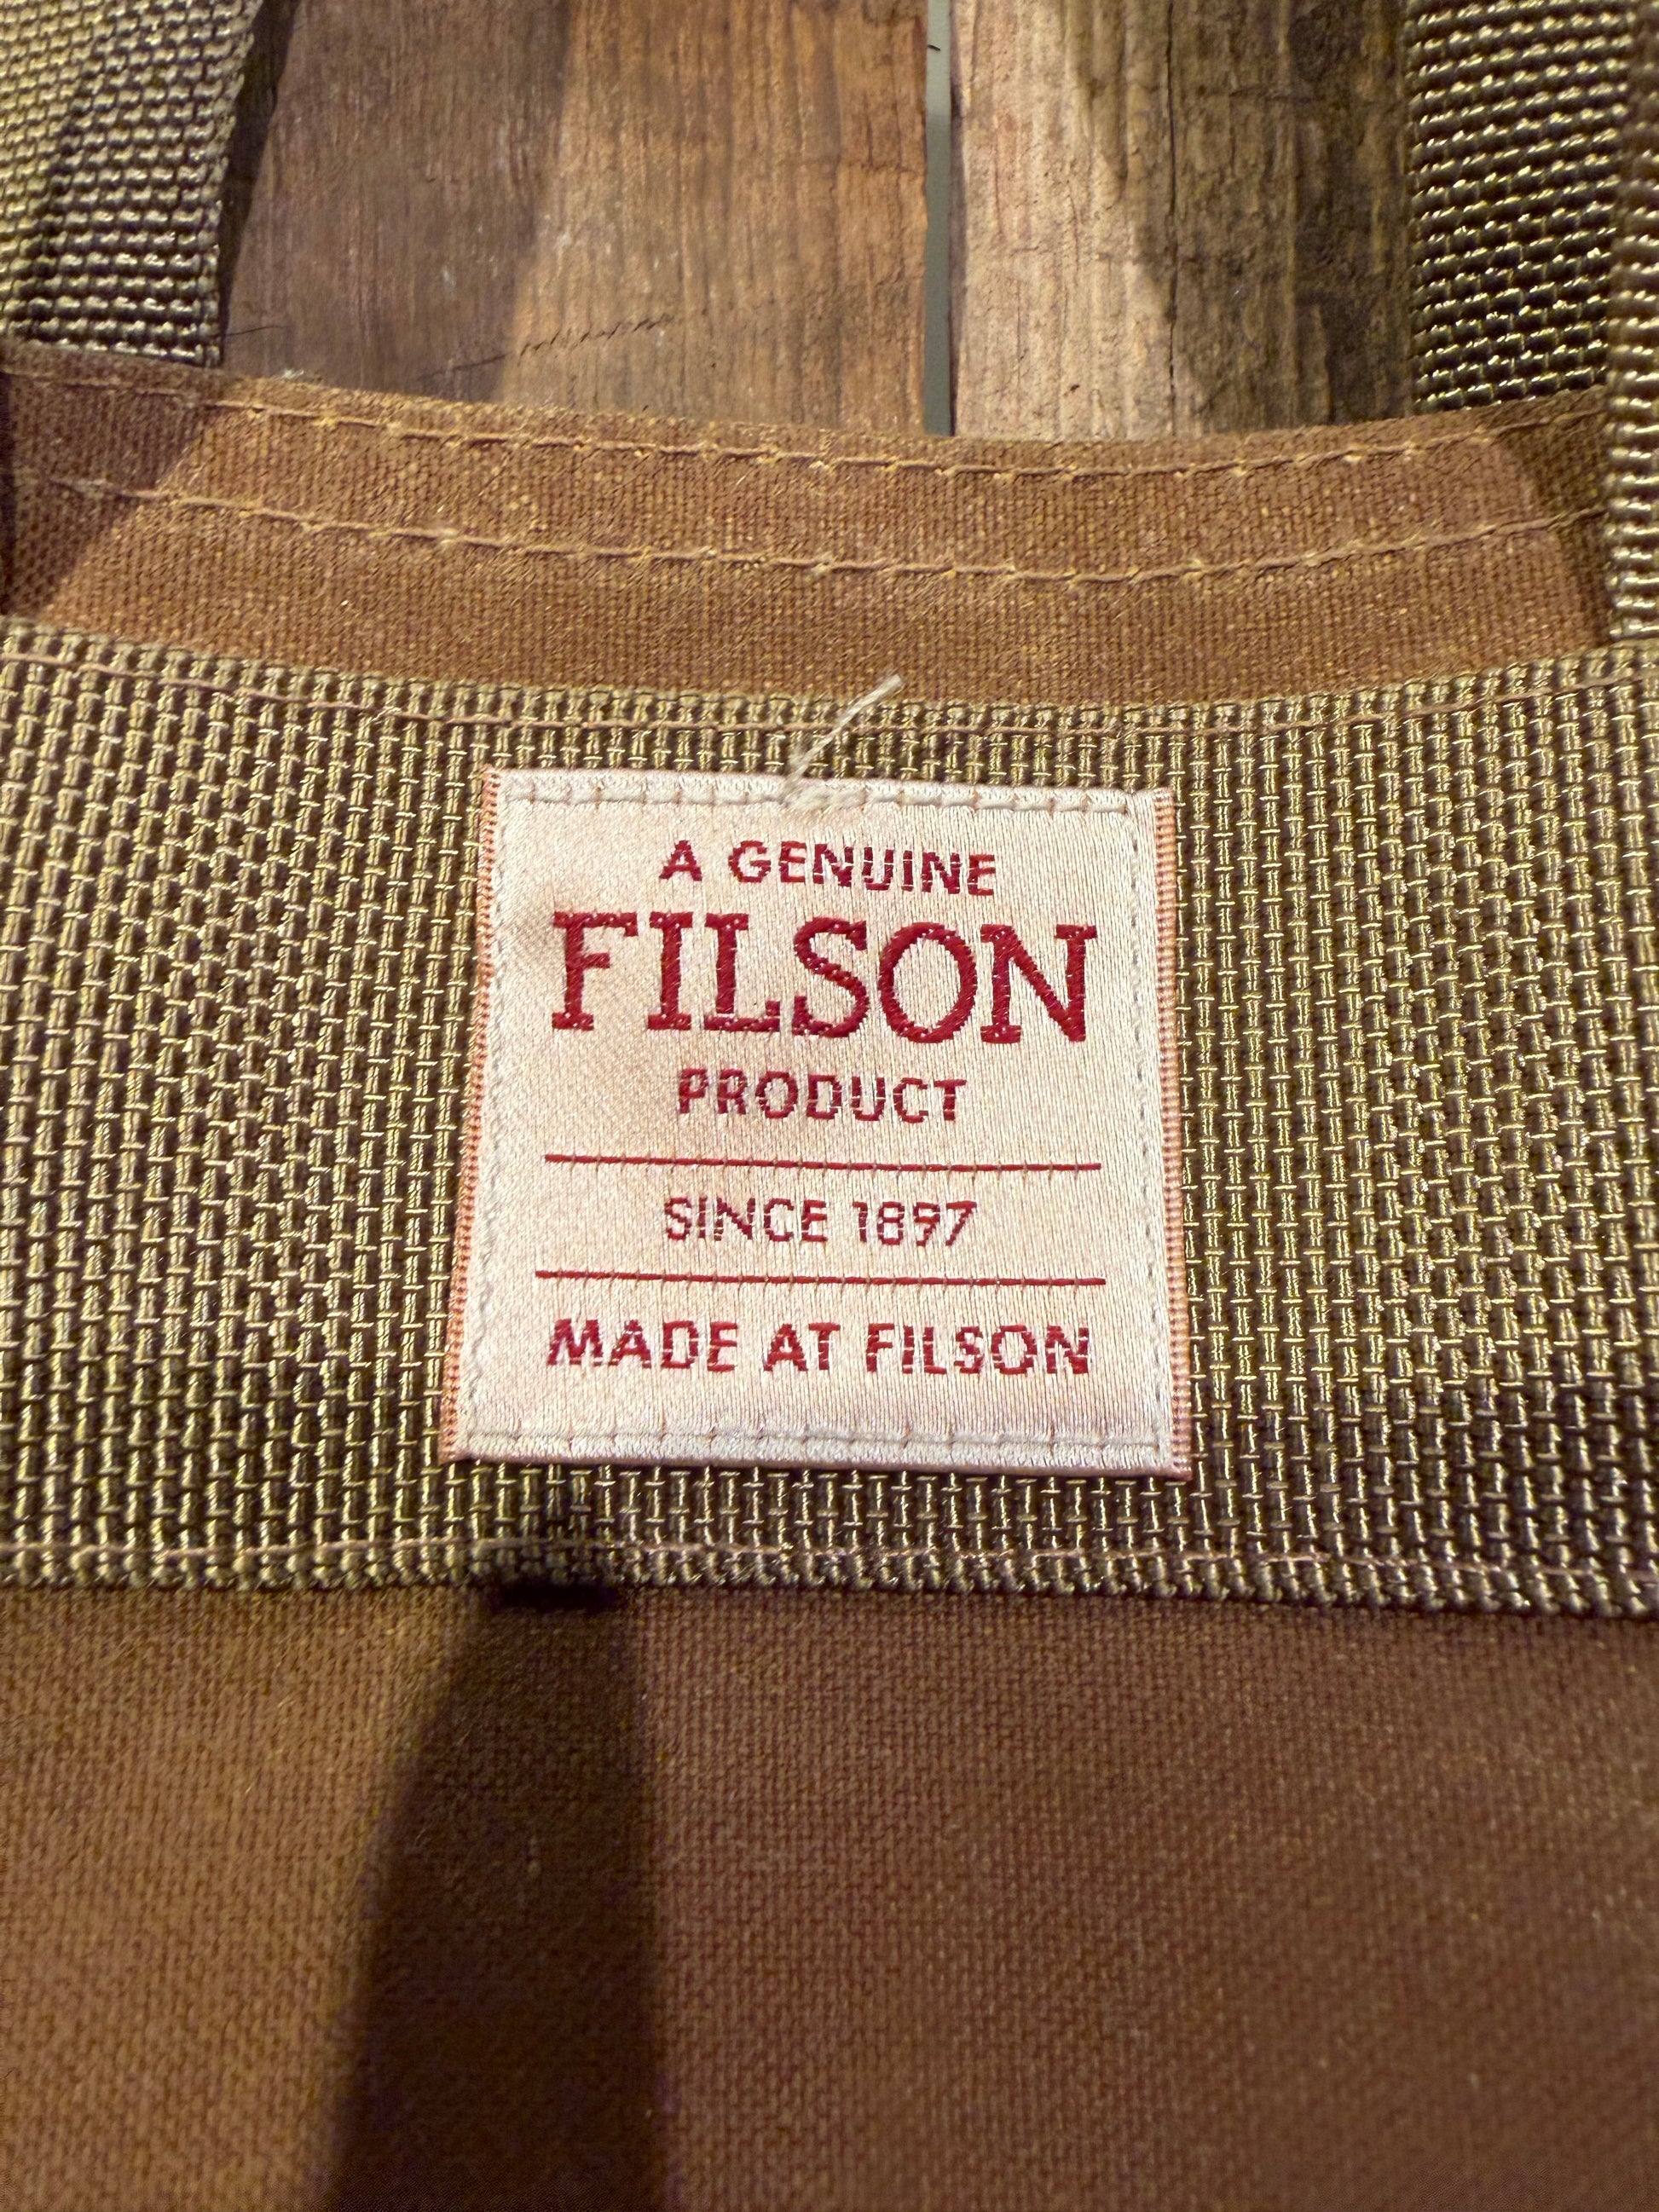 A GENUINE
FILSON
PRODUCT
SINCE 1897
MADE AT FILSON